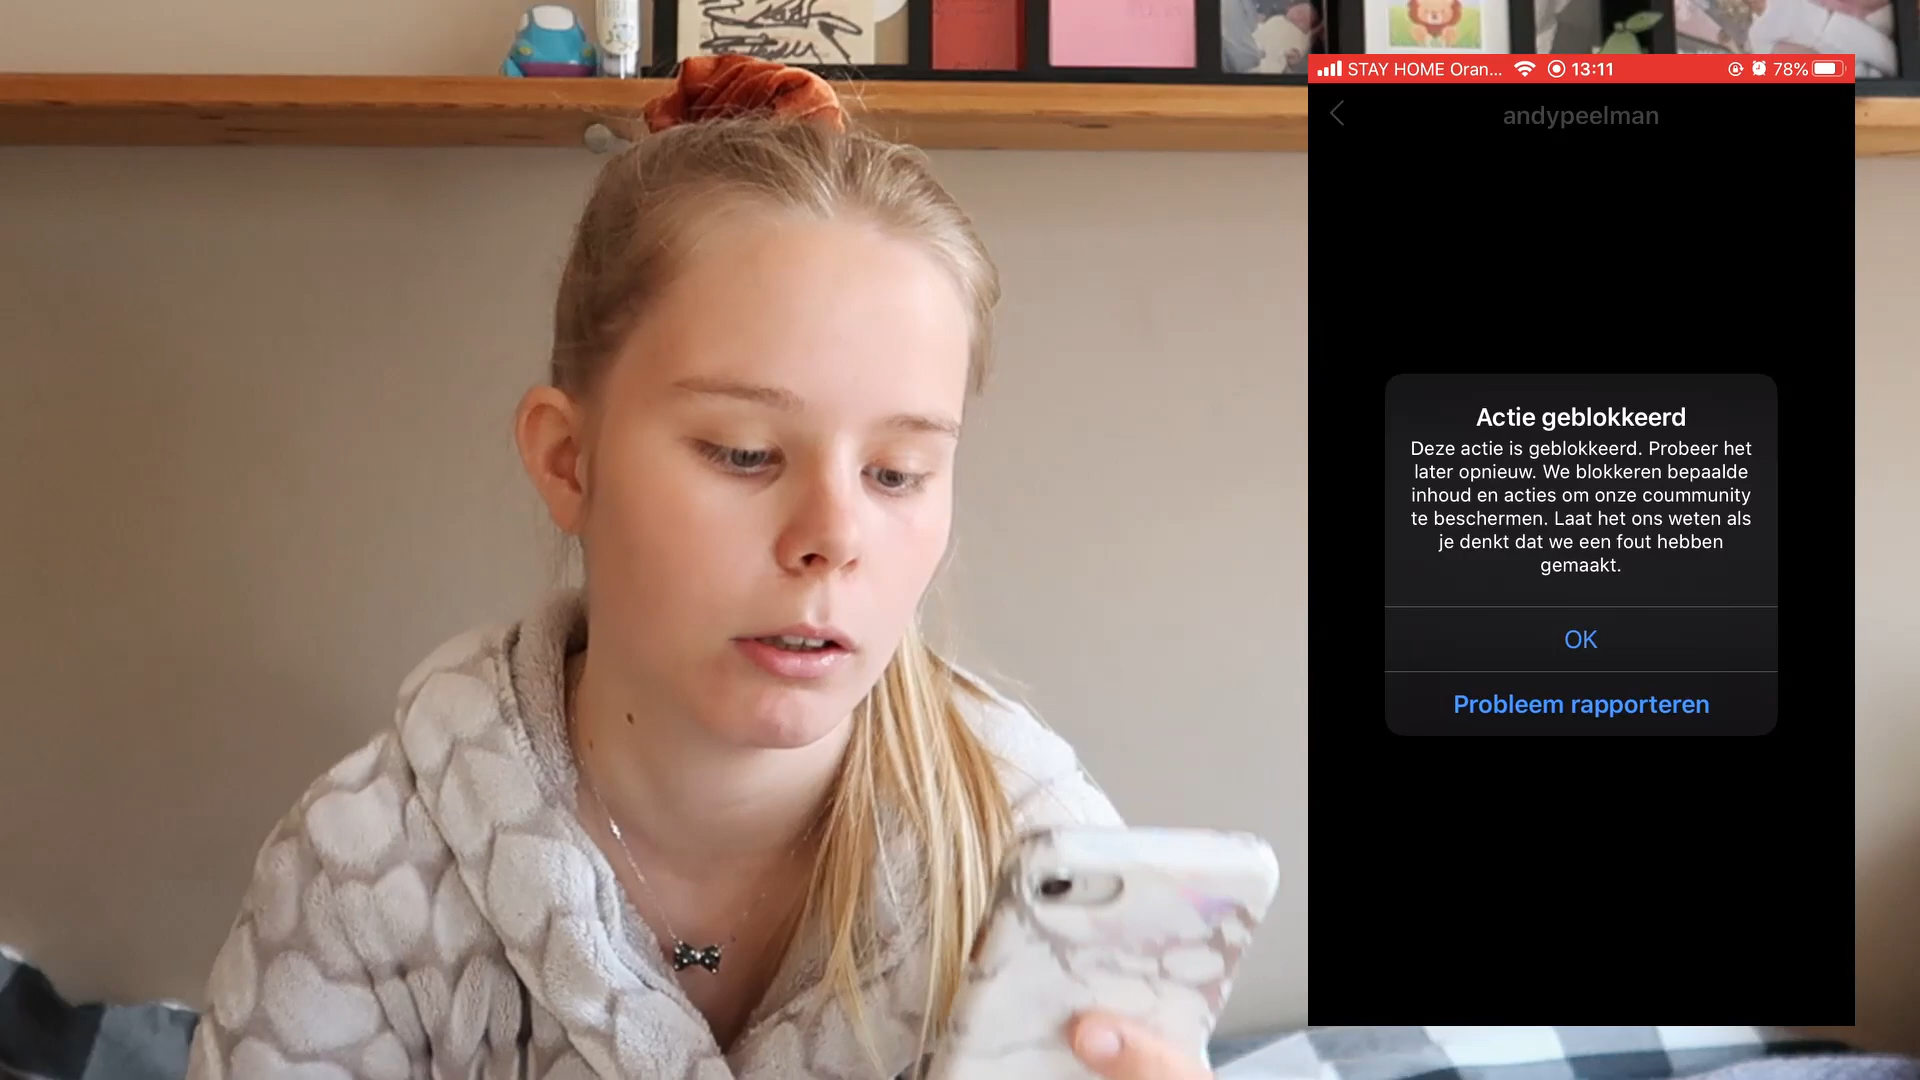 STAY HOME Oran... 13:11 78%
andypeelman
Actie geblokkeerd
Deze actie is geblokkeerd. Probeer het
later opnieuw. We blokkeren bepaalde
inhoud en acties om onze coummunity
te beschermen. Laat het ons weten als
je denkt dat we een fout hebben
gemaakt.
OK
Probleem rapporteren